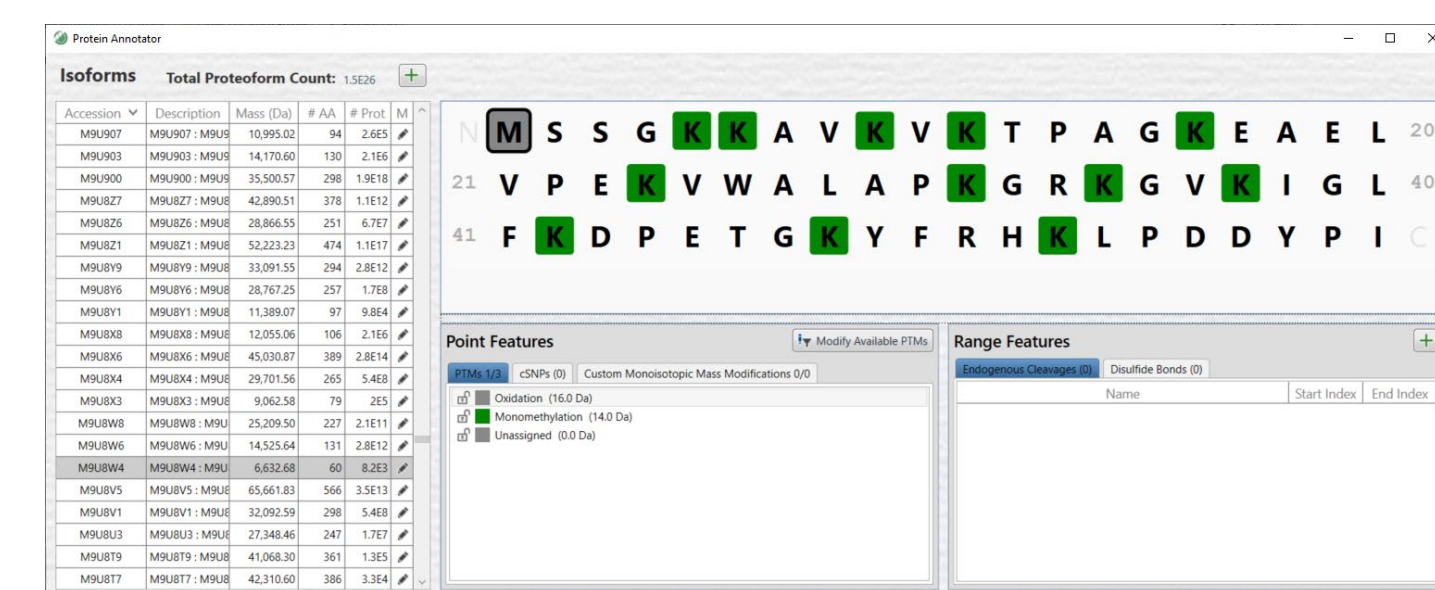 Protein Annotator
Isoforms Total Proteoform Count: 1.5E26 +
Accession Description Mass (Da) # AA # Prot M
M9U907 M9U907 : M9U9 10,995.02 94 2.6E5
M9U903 M9U903 : M9U9 14,170.60 130 2.1E6
M9U900 M9U900 : M9U9 35,500.57 298 1.9E18
M9U8Z7 M9U8Z7 : M9U8 42,890.51 378 1.1E12
M9U8Z6 M9U8Z6 : M9U8 28,866.55 251 6.7E7
M9U8Z1 M9U8Z1 : M9U8 52,223.23 474 1.1E17
M9U8Y9 M9U8Y9 : M9U8 33,091.55 294 2.8E12
M9U8Y6 M9U8Y6 : M9U8 28,767.25 257 1.7E8
M9U8Y1 M9U8Y1 : M9U8 11,389.07 97 9.8E4
M9U8X8 M9U8X8 : M9U8 12,055.06 106 2.1E6
M9U8X6 M9U8X6 : M9U8 45,030.87 389 2.8E14
M9U8X4 M9U8X4 : M9U8 29,701.56 265 5.4E8
M9U8X3 M9U8X3 : M9U8 9,062.58 79 2E5
M9U8W8 M9U8W8 : M9U 25,209.50 227 2.1E11
M9U8W6 M9U8W6 : M9U 14,525.64 131 2.8E12
M9U8W4 M9U8W4 : M9U 6,632.68 60 8.2E3
M9U8V5 M9U8V5 : M9U8 65,661.83 566 3.5E13
M9U8V1 M9U8V1 : M9U8 32,092.59 298 5.4E8
M9U8U3 M9U8U3 : M9U8 27,348.46 247 1.7E7
M9U8T9 M9U8T9 : M9U8 41,068.30 361 1.3E5
M9U8T7 M9U8T7 : M9U8 42,310.60 386 3.3E4
N M S S G K K A V K V K T P A G K E A E L 20
21 V P E K V W A L A P K G R K G V K I G L 40
41 F K D P E T G K Y F R H K L P D D Y P I C
Point Features Modify Available PTMs
PTMs 1/3 cSNPs (0) Custom Monoisotopic Mass Modifications 0/0
Oxidation (16.0 Da)
Monomethylation (14.0 Da)
Unassigned (0.0 Da)
Range Features +
Endogenous Cleavages (0) Disulfide Bonds (0)
Name Start Index End Index